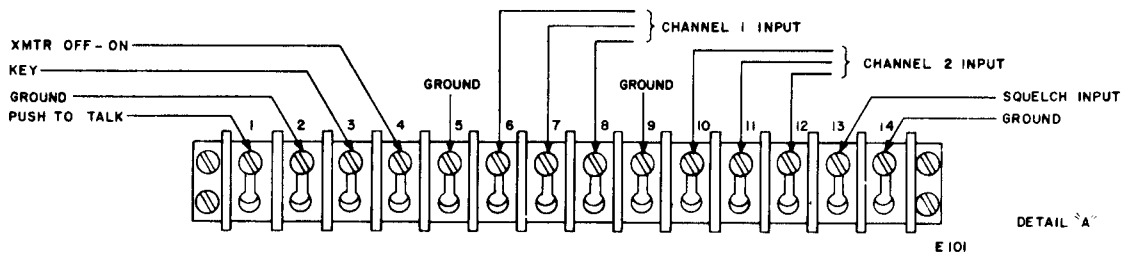 XMTR OFF-ON
KEY
GROUND
PUSH TO TALK
GROUND
CHANNEL 1 INPUT
GROUND
CHANNEL 2 INPUT
SQUELCH INPUT
GROUND
1 2 3 4 5 6 7 8 9 10 11 12 13 14
DETAIL "A"
E101